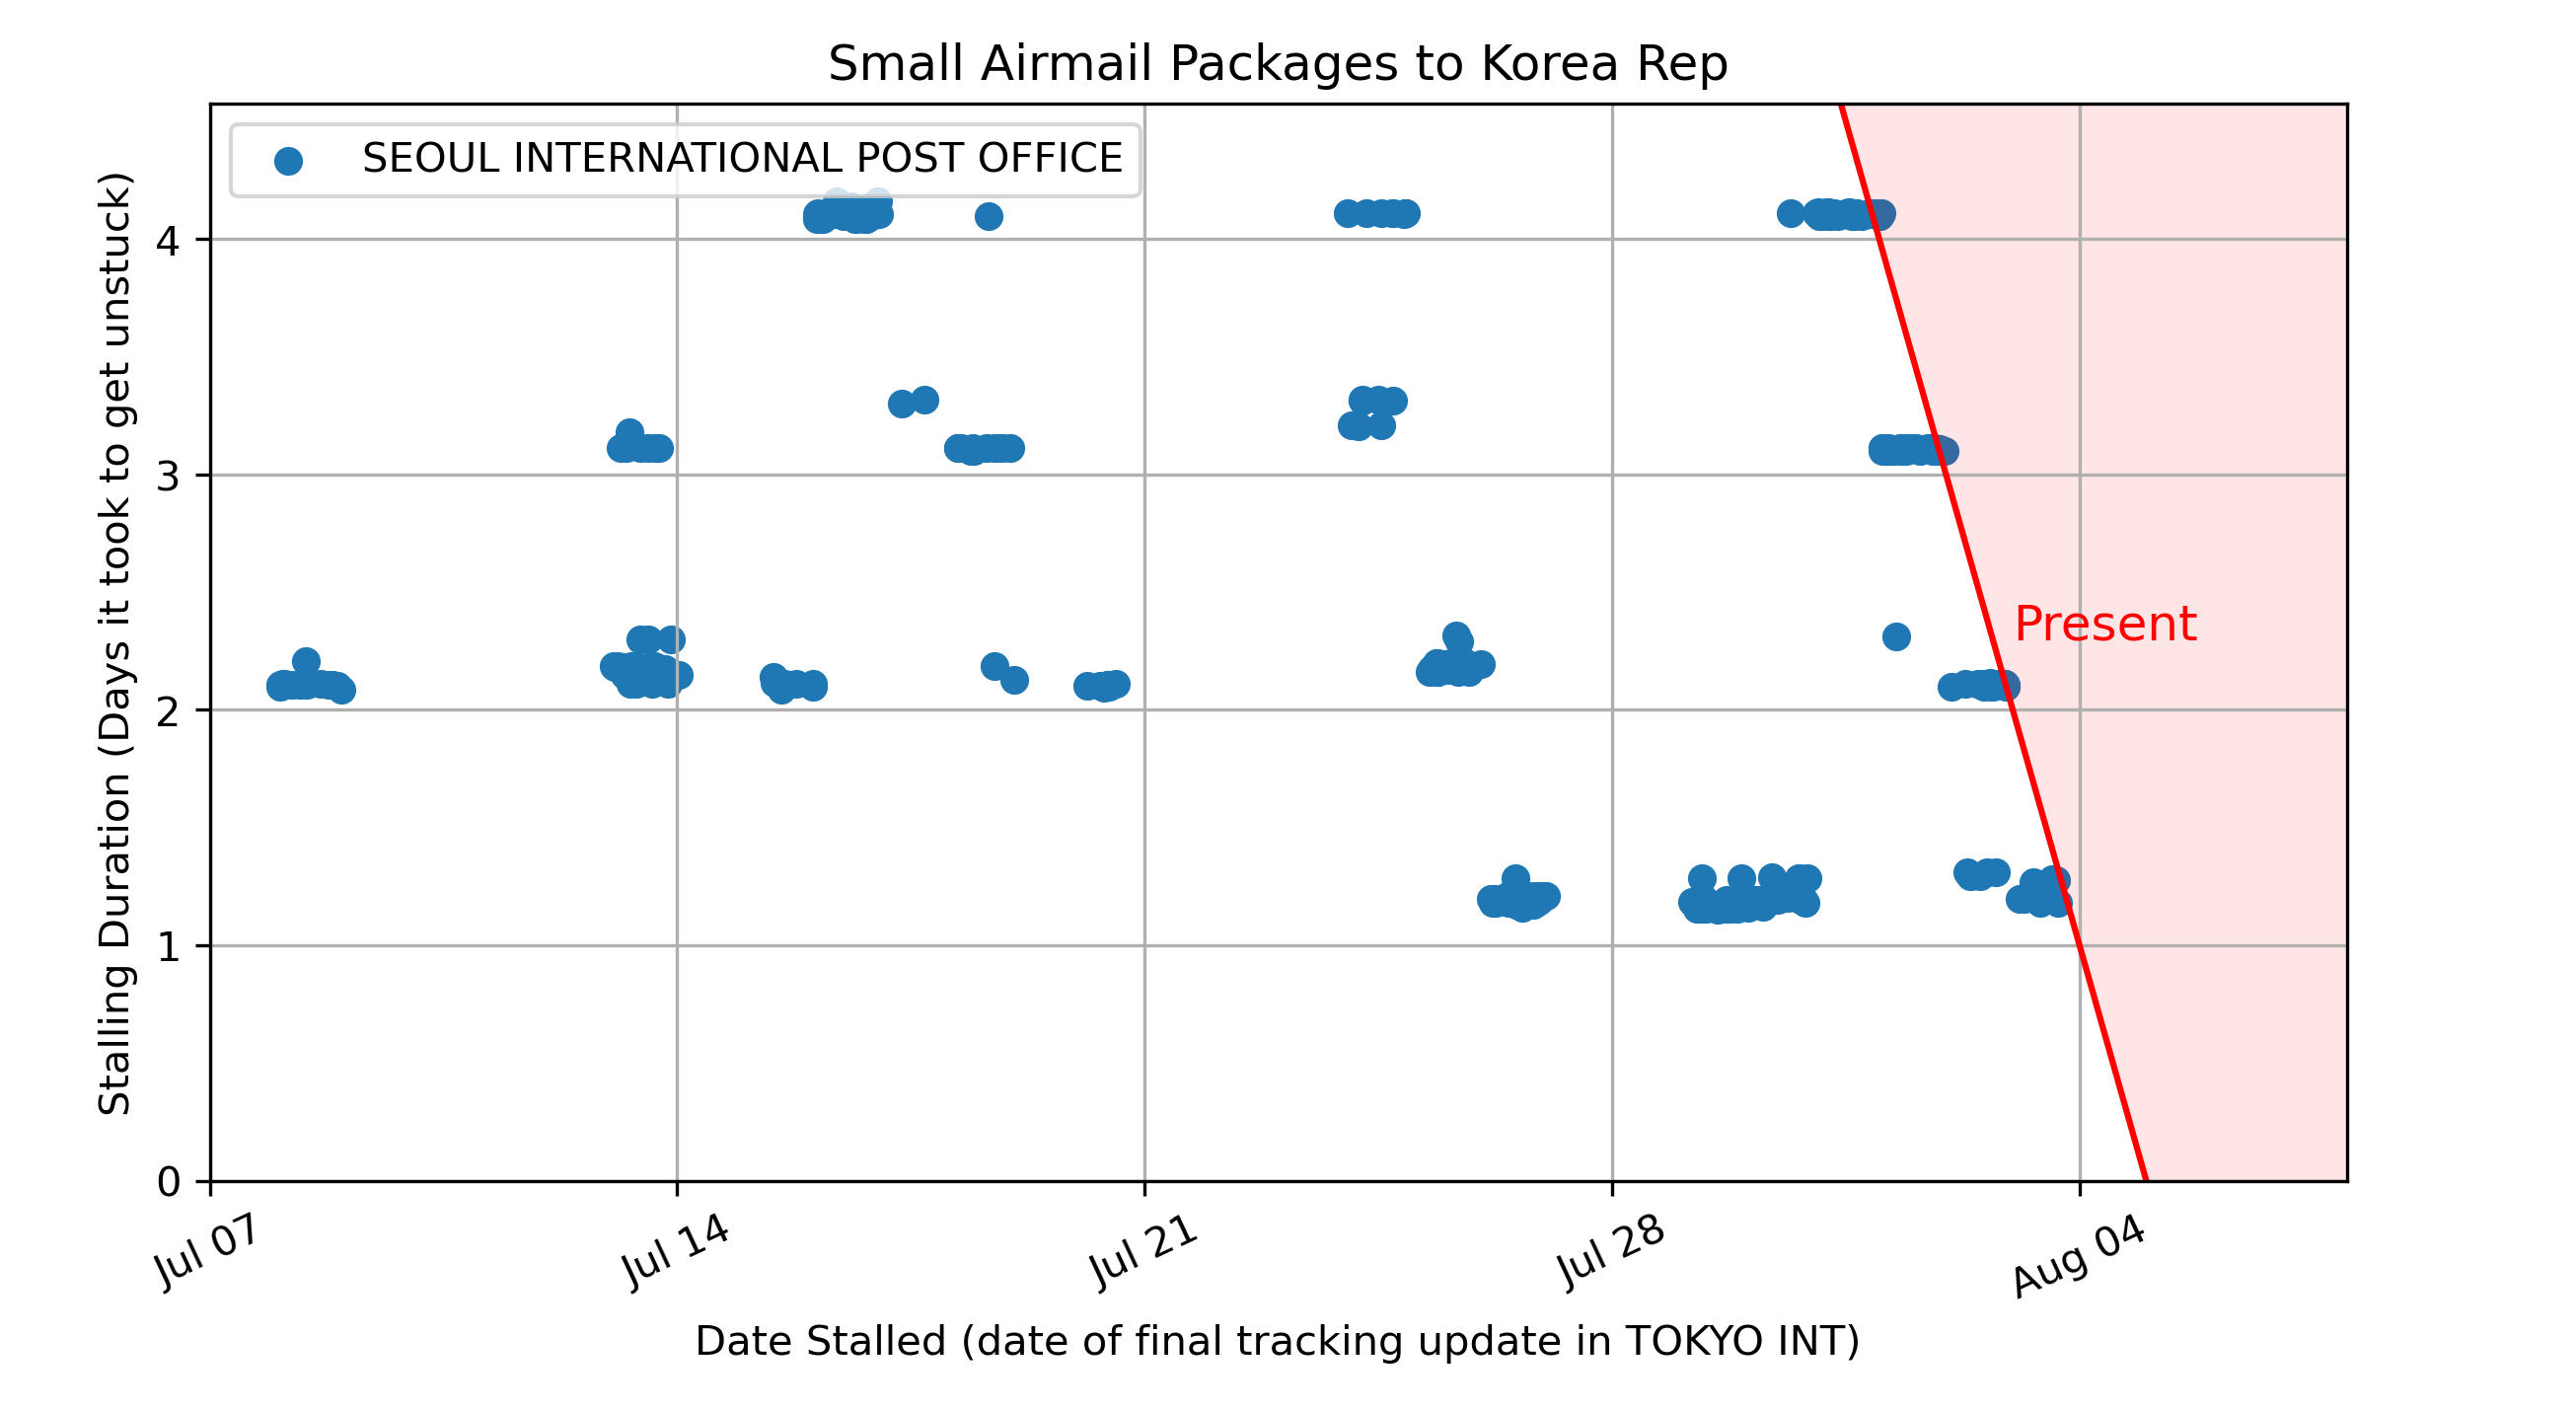 Small Airmail Packages to Korea Rep
SEOUL INTERNATIONAL POST OFFICE
Stalling Duration (Days it took to get unstuck)
4
3
2
1
0
Present
Jul 07
Jul 14
Jul 21
Jul 28
Aug 04
Date Stalled (date of final tracking update in TOKYO INT)